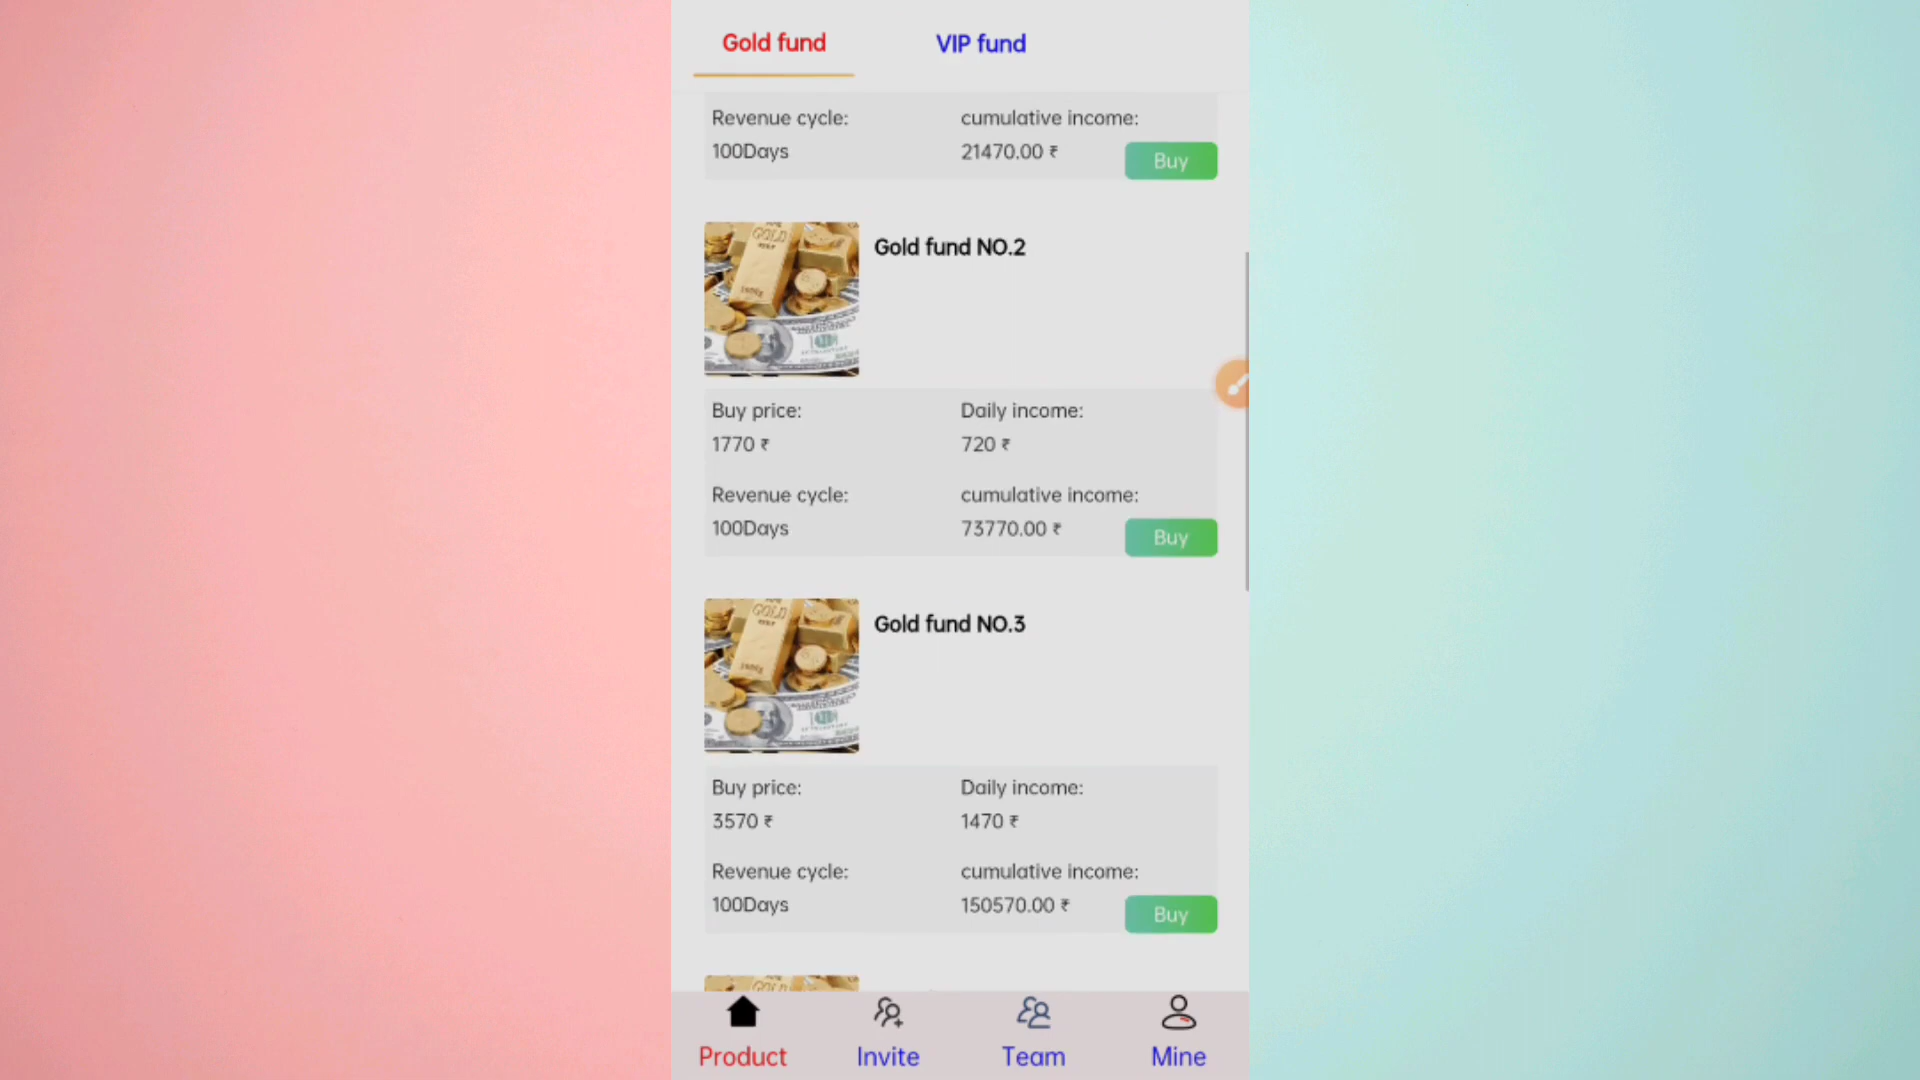 Gold fund
VIP fund
Revenue cycle:
cumulative income:
100Days
21470.00 ₹
Buy
GOLD
Gold fund NO.2
Buy price:
Daily income:
1770 ₹
720 ₹
Revenue cycle:
cumulative income:
100Days
73770.00 ₹
Buy
GOLD
Gold fund NO.3
Buy price:
Daily income:
3570 ₹
1470 ₹
Revenue cycle:
cumulative income:
100Days
150570.00 ₹
Buy
Product
Invite
Team
Mine